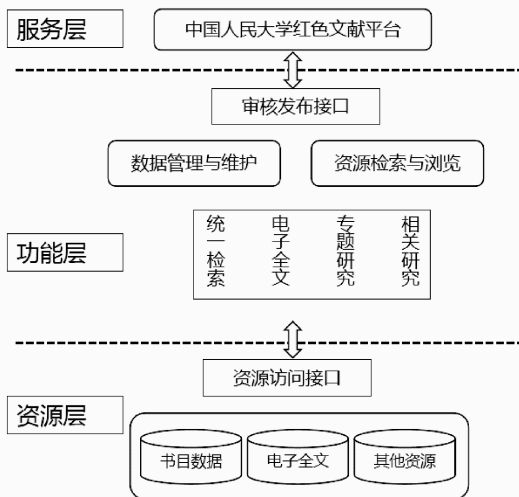 服务层
中国人民大学红色文献平台
审核发布接口
数据管理与维护
资源检索与浏览
功能层
统一检索
电子全文
专题研究
相关研究
资源访问接口
资源层
书目数据
电子全文
其他资源